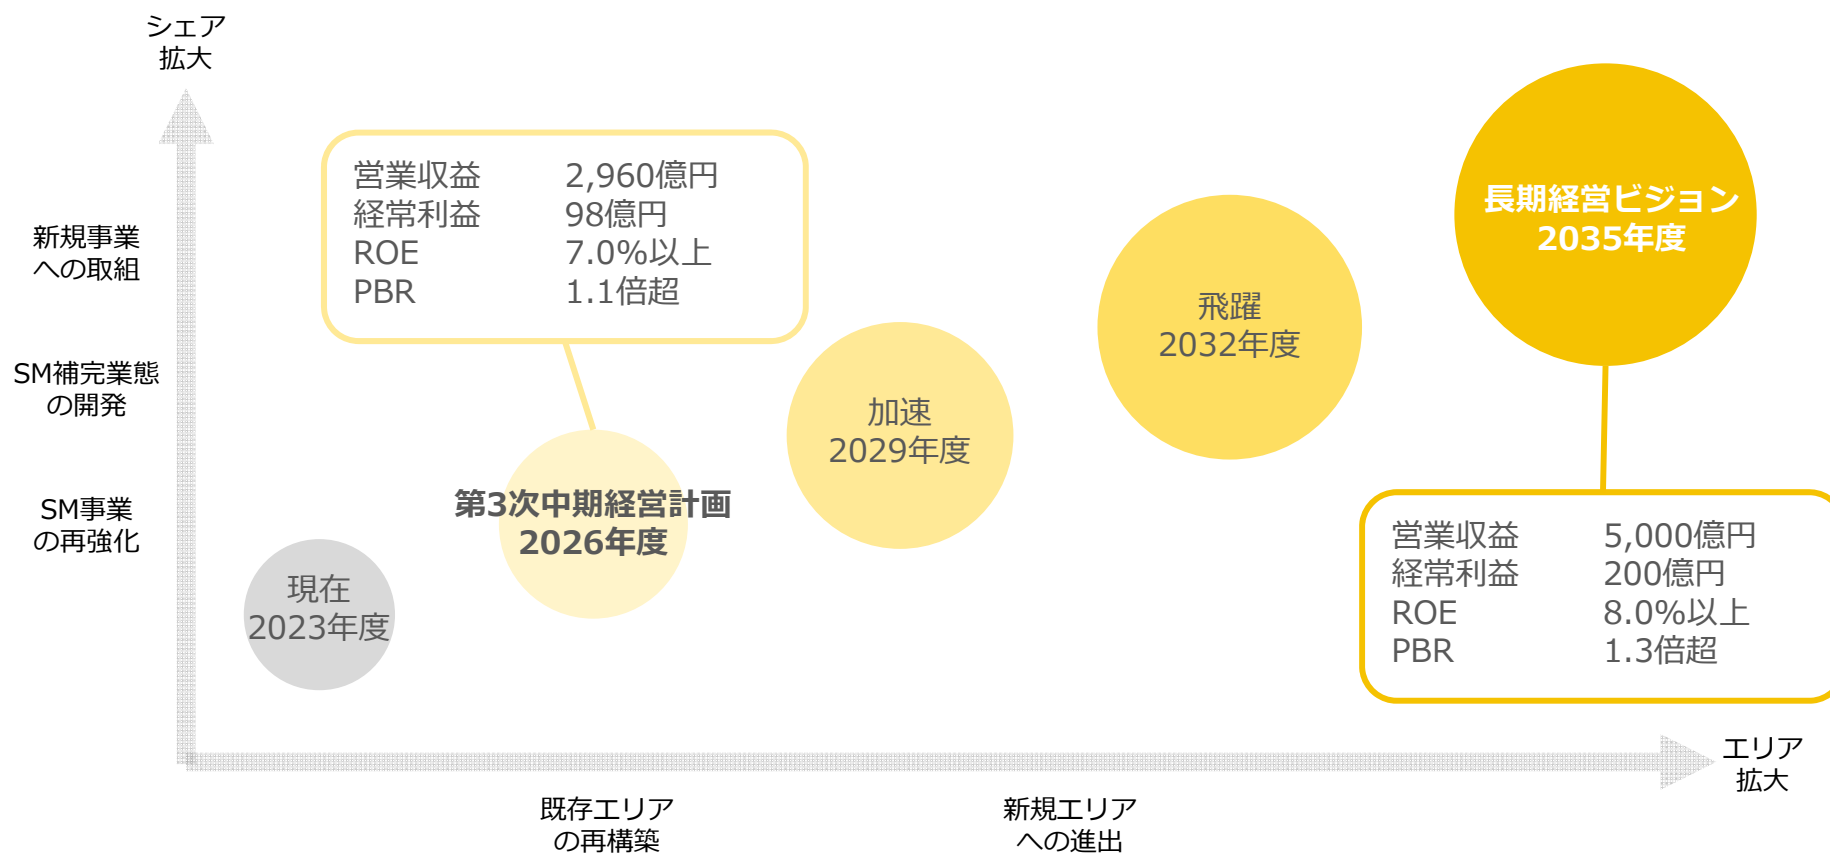 シェア
拡大
営業収益 2,960億円
経常利益 98億円
ROE 7.0%以上
PBR 1.1倍超
長期経営ビジョン
2035年度
新規事業
への取組
飛躍
2032年度
SM補完業態
の開発
加速
2029年度
第3次中期経営計画
2026年度
SM事業
の再強化
営業収益 5,000億円
経常利益 200億円
ROE 8.0%以上
PBR 1.3倍超
現在
2023年度
エリア
拡大
既存エリア
の再構築
新規エリア
への進出